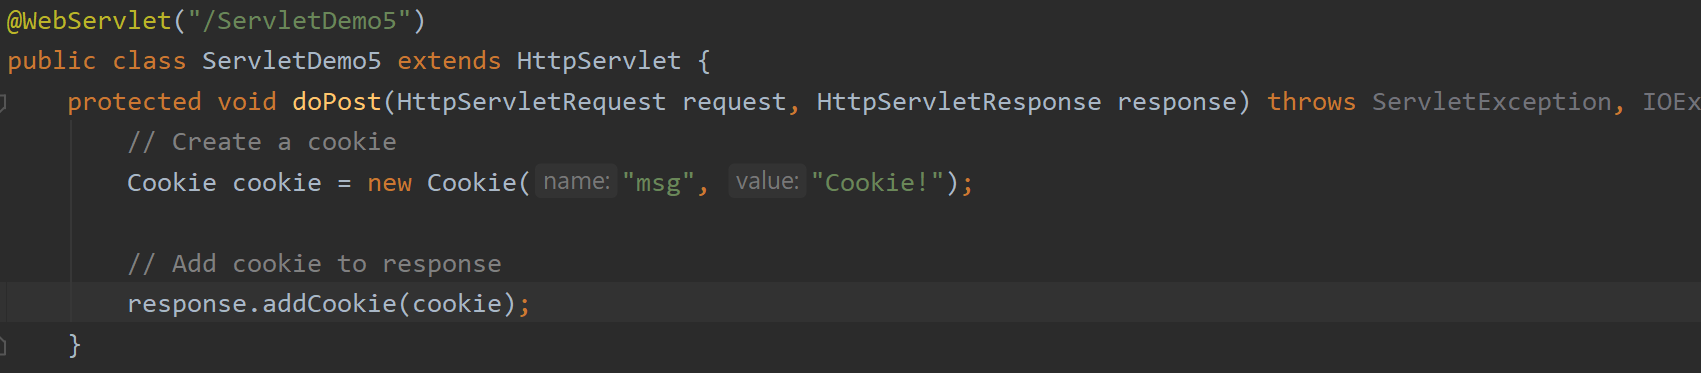 @WebServlet("/ServletDemo5")
public class ServletDemo5 extends HttpServlet {
protected void doPost(HttpServletRequest request, HttpServletResponse response) throws ServletException, IOEx
// Create a cookie
Cookie cookie = new Cookie( name: "msg", value: "Cookie!");
// Add cookie to response
response.addCookie(cookie);
}